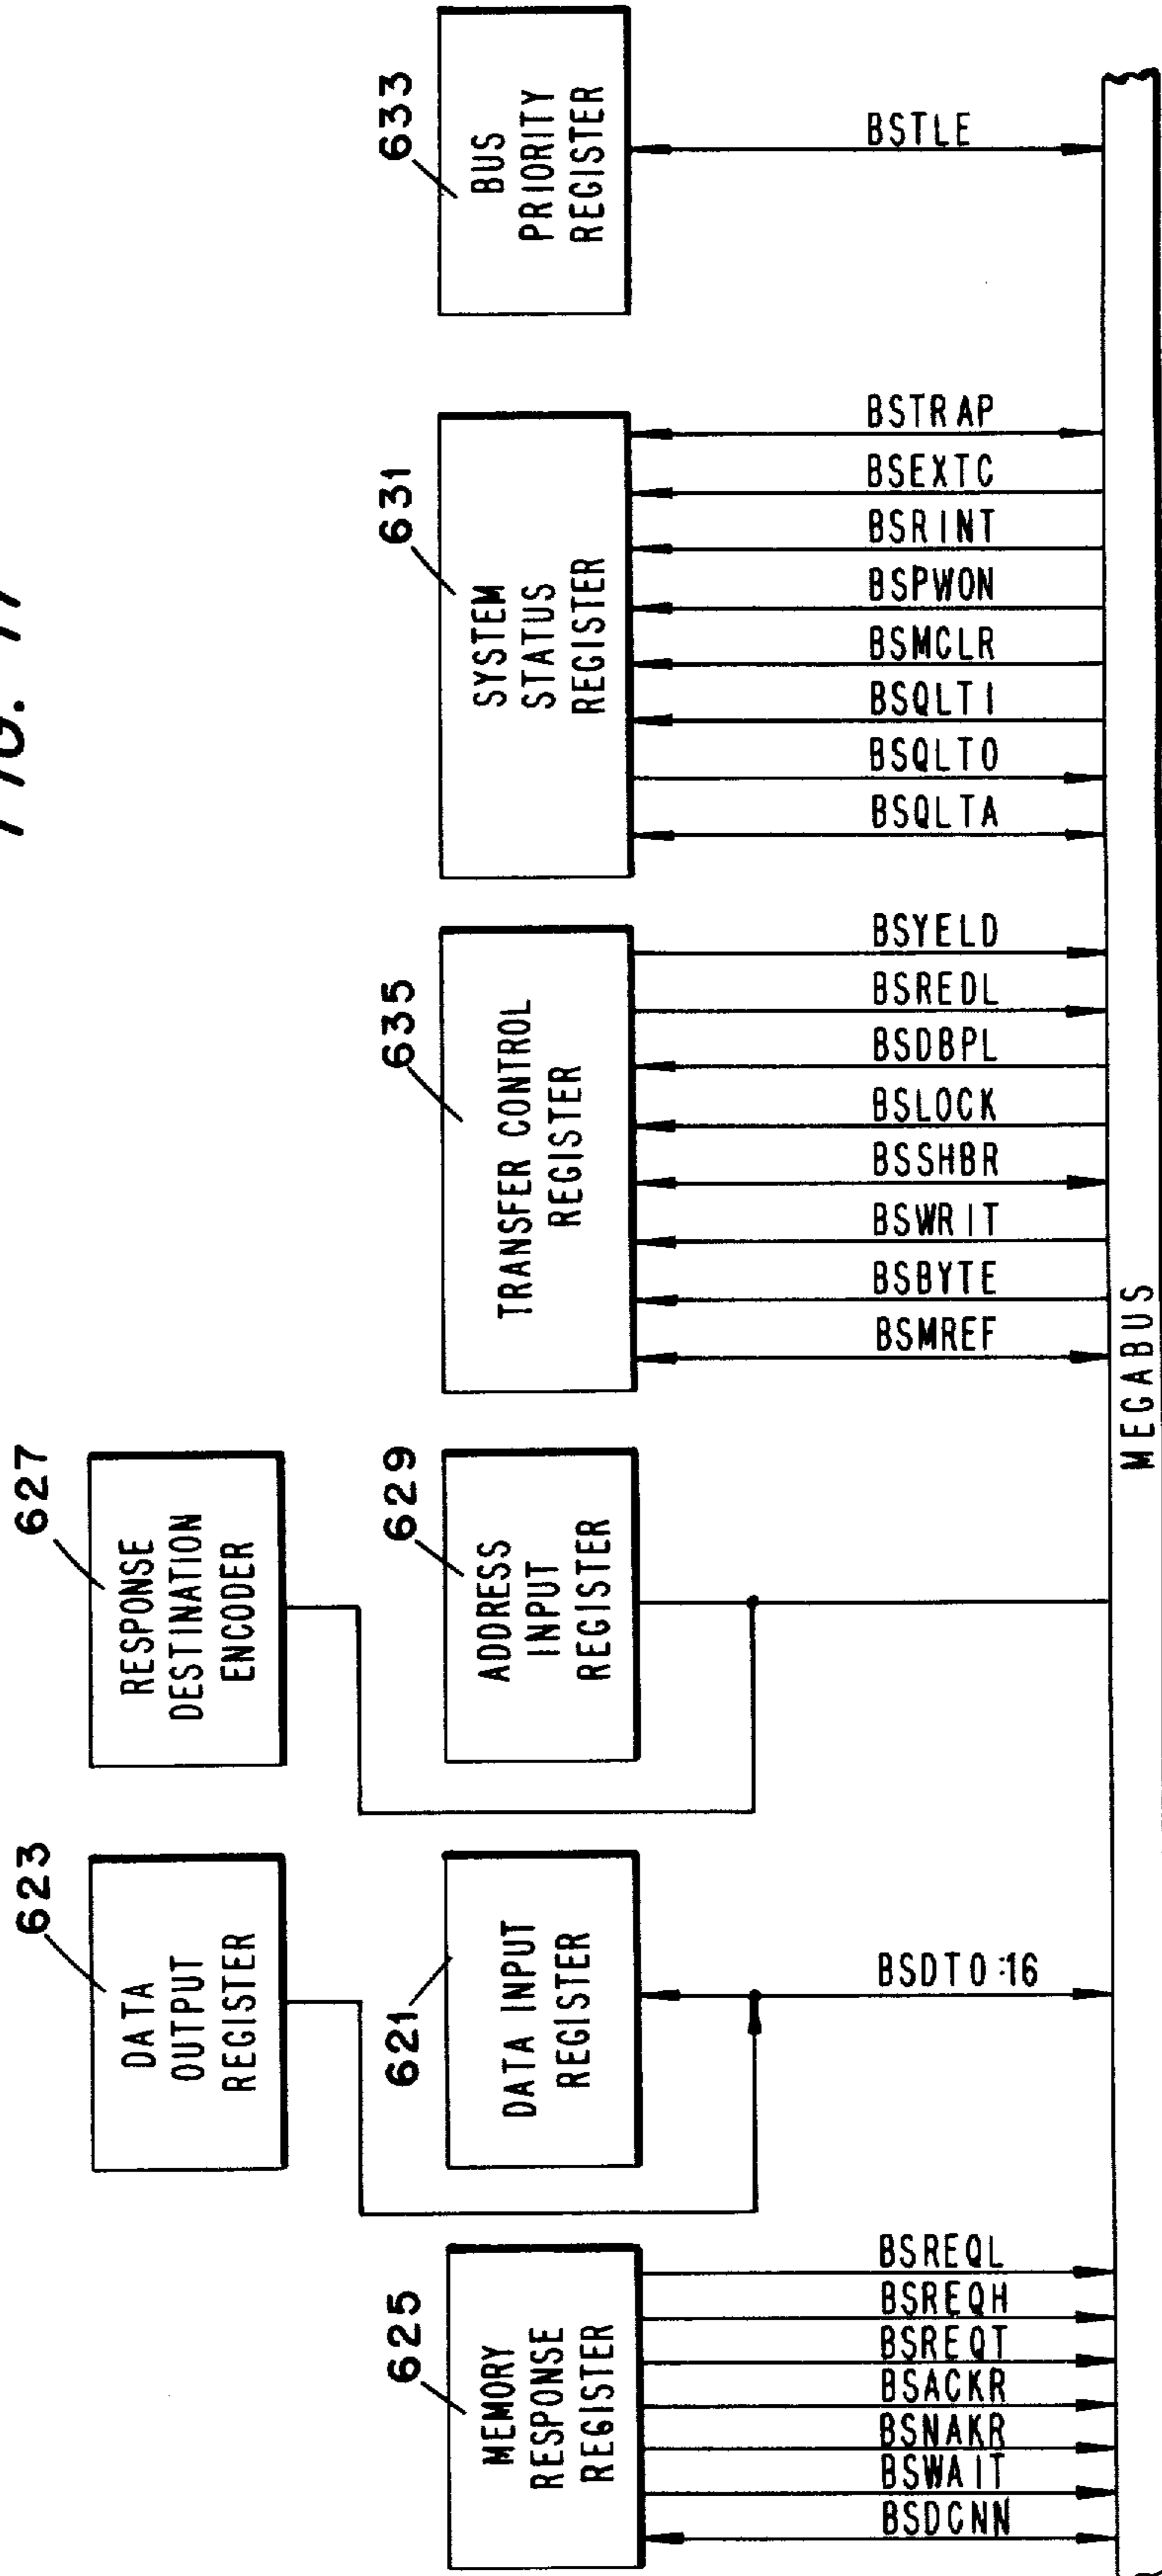 FIG.
623
DATA
OUTPUT
REGISTER
627
RESPONSE
DESTINATION
ENCODER
625
MEMORY
RESPONSE
REGISTER
621
DATA INPUT
REGISTER
629
ADDRESS
INPUT
REGISTER
635
TRANSFER CONTROL
REGISTER
631
SYSTEM
STATUS
REGISTER
633
BUS
PRIORITY
REGISTER
BSDCNN
BSWAIT
BSNAKR
BSACKR
BSREQT
BSREQH
BSREQL
BSDT0:16
BSMREF
BSBYTE
BSWRIT
BSSHBR
BSLOCK
BSDBPL
BSREDL
BSYELD
BSQLTA
BSQLTO
BSQLTI
BSMCLR
BSPWON
BSRINT
BSEXTC
BSTRAP
BSTLE
MEGABUS